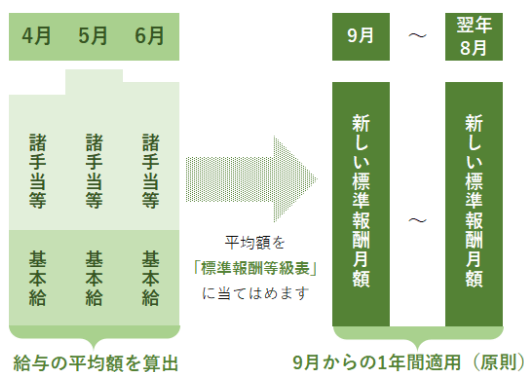 4月 5月 6月
9月 ～ 翌年8月
諸手当等 諸手当等 諸手当等
基本給 基本給 基本給
平均額を
「標準報酬等級表」
に当てはめます
新しい標準報酬月額 ～ 新しい標準報酬月額
給与の平均額を算出
9月からの1年間適用（原則）